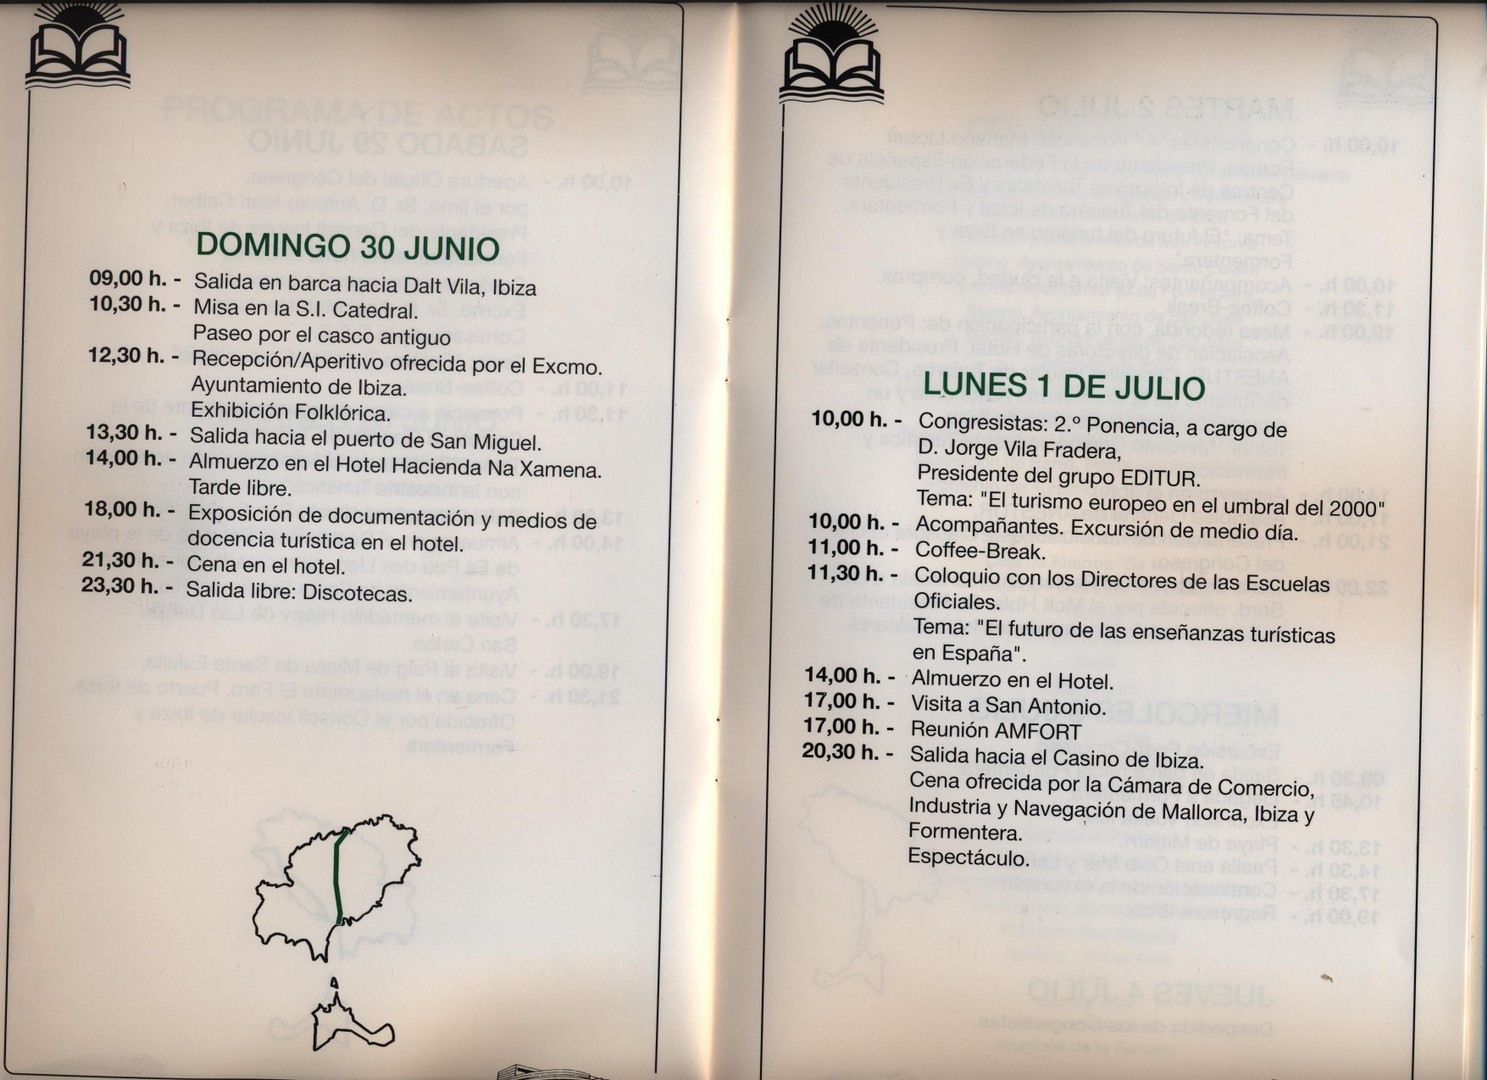 DOMINGO 30 JUNIO
09,00 h. - Salida en barca hacia Dalt Vila, Ibiza
10,30 h. - Misa en la S.I. Catedral.
Paseo por el casco antiguo
12,30 h. - Recepción/Aperitivo ofrecida por el Excmo.
Ayuntamiento de Ibiza.
Exhibición Folklórica.
13,30 h. - Salida hacia el puerto de San Miguel.
14,00 h. - Almuerzo en el Hotel Hacienda Na Xamena.
Tarde libre.
18,00 h. - Exposición de documentación y medios de
docencia turística en el hotel.
21,30 h. - Cena en el hotel.
23,30 h. - Salida libre: Discotecas.
LUNES 1 DE JULIO
10,00 h. - Congresistas: 2.º Ponencia, a cargo de
D. Jorge Vila Fradera,
Presidente del grupo EDITUR.
Tema: "El turismo europeo en el umbral del 2000"
10,00 h. - Acompañantes. Excursión de medio día.
11,00 h. - Coffee-Break.
11,30 h. - Coloquio con los Directores de las Escuelas
Oficiales.
Tema: "El futuro de las enseñanzas turísticas
en España".
14,00 h. - Almuerzo en el Hotel.
17,00 h. - Visita a San Antonio.
17,00 h. - Reunión AMFORT
20,30 h. - Salida hacia el Casino de Ibiza.
Cena ofrecida por la Cámara de Comercio,
Industria y Navegación de Mallorca, Ibiza y
Formentera.
Espectáculo.